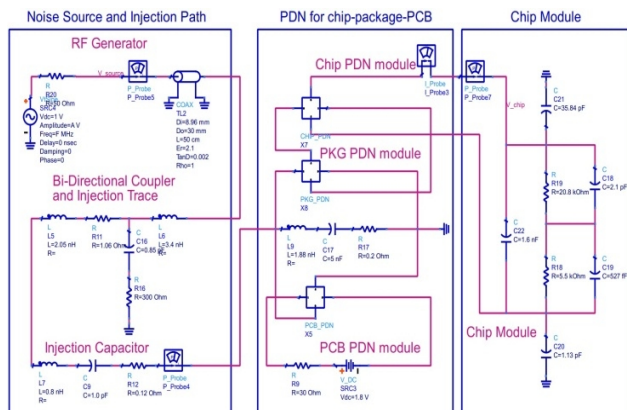 Noise Source and Injection Path
RF Generator
R
R20
R=50 Ohm
SRC4
Vdc=1 V
Amplitude=A V
Freq=F MHz
Delay=0 nsec
Damping=0
Phase=0
V_source
P_Probe
P_Probe5
COAX
TL2
Di=8.96 mm
Do=30 mm
L=50 cm
Er=2.1
TanD=0.002
Rho=1
Bi-Directional Coupler
and Injection Trace
L
L5
L=2.05 nH
R=
R
R11
R=1.06 Ohm
C
C16
C=0.85 pF
L
L6
L=3.4 nH
R=
R
R16
R=300 Ohm
Injection Capacitor
L
L7
L=0.8 nH
R=
C
C9
C=1.0 pF
R
R12
R=0.12 Ohm
P_Probe
P_Probe4
PDN for chip-package-PCB
Chip PDN module
I_Probe
I_Probe3
CHIP_PDN
X7
PKG PDN module
PKG_PDN
X8
L
L9
L=1.88 nH
R=
C
C17
C=5 nF
R
R17
R=0.2 Ohm
PCB_PDN
X5
PCB PDN module
R
R9
R=30 Ohm
V_DC
SRC3
Vdc=1.8 V
Chip Module
P_Probe
P_Probe7
V_chip
C
C21
C=35.84 pF
R
R19
R=20.8 kOhm
C
C18
C=2.1 pF
C
C22
C=1.6 nF
R
R18
R=5.5 kOhm
C
C19
C=527 fF
Chip Module
C
C20
C=1.13 pF